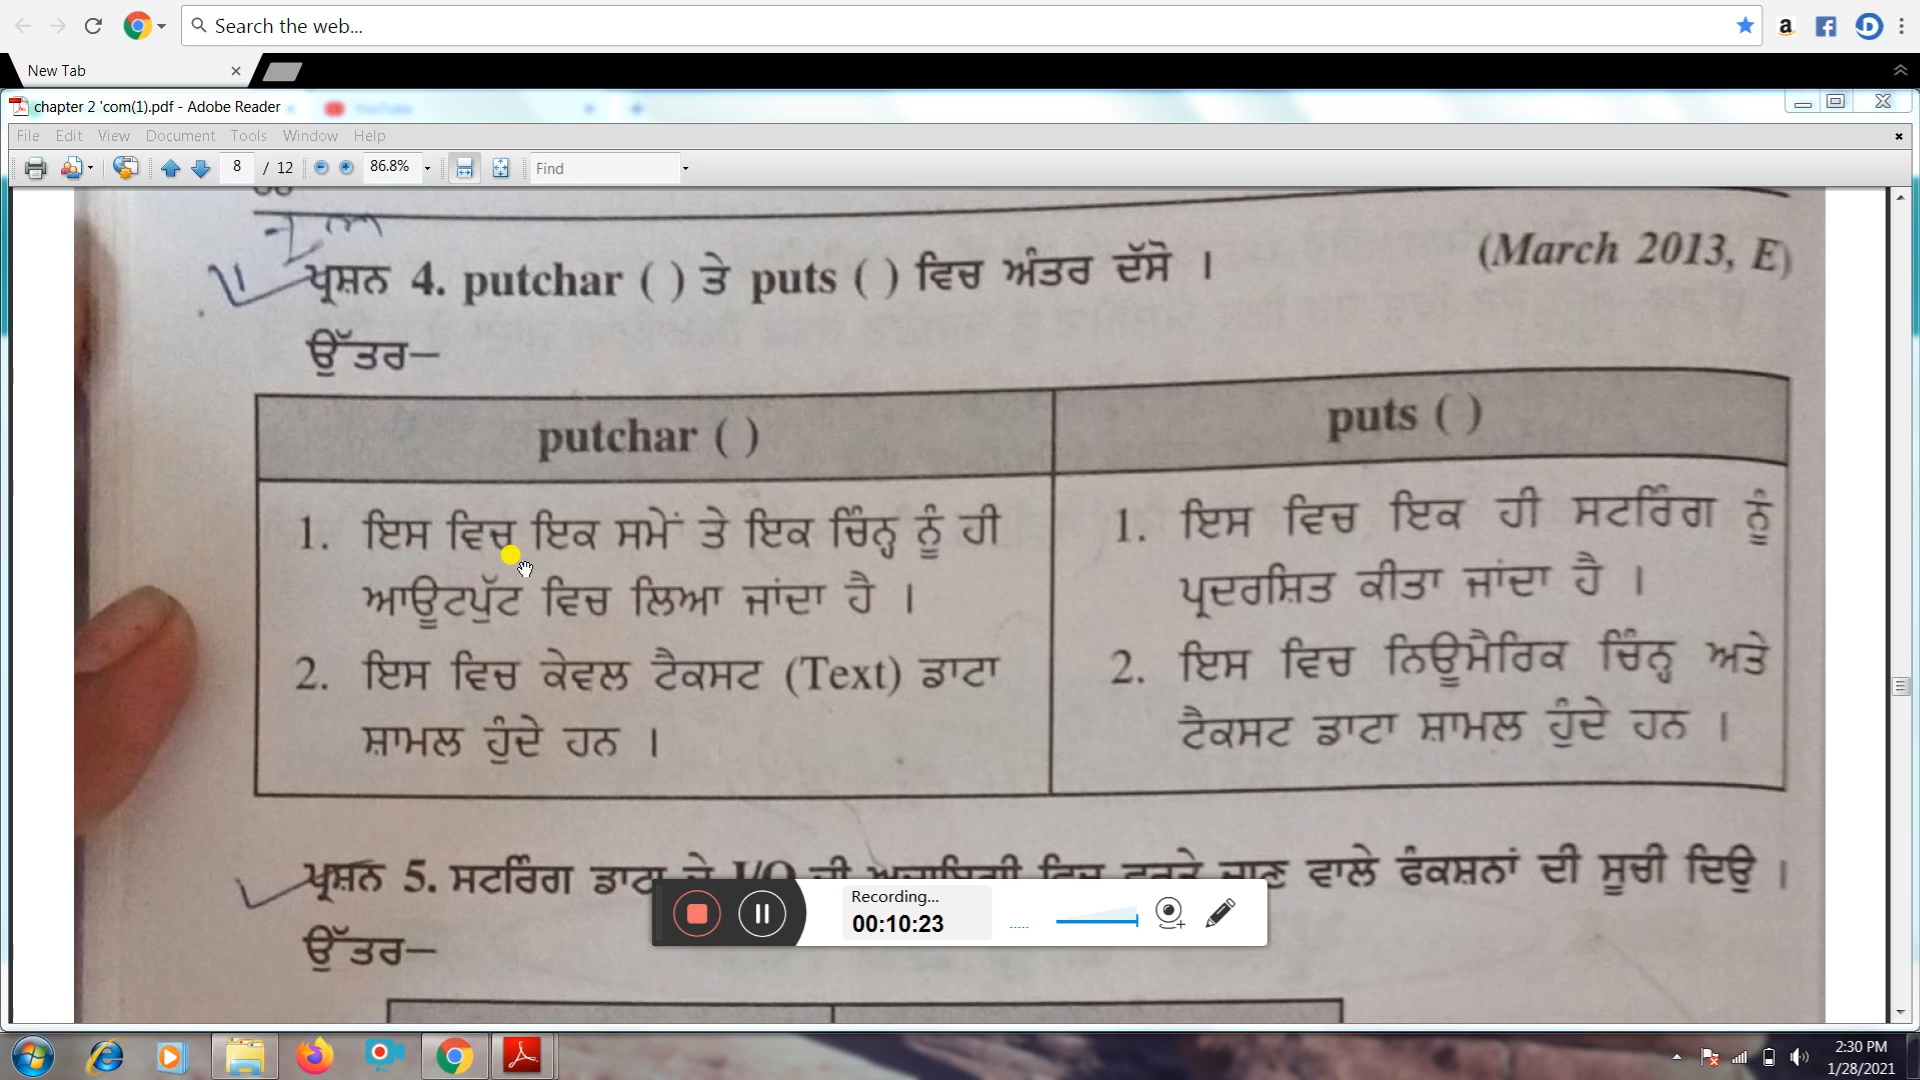 Search the web...
New Tab
chapter 2 'com(1).pdf - Adobe Reader
YouTube
File Edit View Document Tools Window Help
8 / 12 86.8% Find
(March 2013, E)
ਪ੍ਰਸ਼ਨ 4. putchar ( ) ਤੇ puts ( ) ਵਿਚ ਅੰਤਰ ਦੱਸੋ ।
ਉੱਤਰ—
putchar ( )
1. ਇਸ ਵਿਚ ਇਕ ਸਮੇਂ ਤੇ ਇਕ ਚਿੰਨ੍ਹ ਨੂੰ ਹੀ
ਆਊਟਪੁੱਟ ਵਿਚ ਲਿਆ ਜਾਂਦਾ ਹੈ ।
2. ਇਸ ਵਿਚ ਕੇਵਲ ਟੈਕਸਟ (Text) ਡਾਟਾ
ਸ਼ਾਮਲ ਹੁੰਦੇ ਹਨ ।
puts ( )
1. ਇਸ ਵਿਚ ਇਕ ਹੀ ਸਟਰਿੰਗ ਨੂੰ
ਪ੍ਰਦਰਸ਼ਿਤ ਕੀਤਾ ਜਾਂਦਾ ਹੈ ।
2. ਇਸ ਵਿਚ ਨਿਊਮੈਰਿਕ ਚਿੰਨ੍ਹ ਅਤੇ
ਟੈਕਸਟ ਡਾਟਾ ਸ਼ਾਮਲ ਹੁੰਦੇ ਹਨ ।
ਪ੍ਰਸ਼ਨ 5. ਸਟਰਿੰਗ ਡਾਟਾ ਦੇ I/O ਦੀ ਵਿਚ ਵਰਤੇ ਜਾਣ ਵਾਲੇ ਫੰਕਸ਼ਨਾਂ ਦੀ ਸੂਚੀ ਦਿਉ ।
ਉੱਤਰ—
Recording...
00:10:23
2:30 PM
1/28/2021